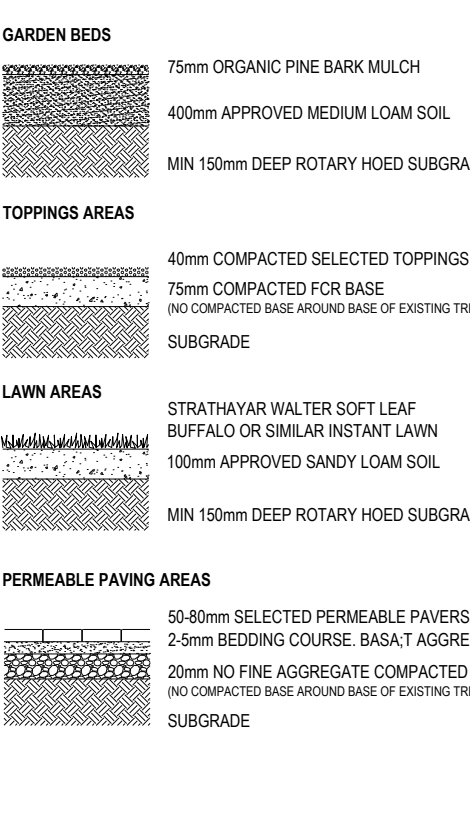 GARDEN BEDS
75mm ORGANIC PINE BARK MULCH
400mm APPROVED MEDIUM LOAM SOIL
MIN 150mm DEEP ROTARY HOED SUBGRA
TOPPINGS AREAS
40mm COMPACTED SELECTED TOPPINGS
75mm COMPACTED FCR BASE
(NO COMPACTED BASE AROUND BASE OF EXISTING TRE
SUBGRADE
LAWN AREAS
STRATHAYAR WALTER SOFT LEAF
BUFFALO OR SIMILAR INSTANT LAWN
100mm APPROVED SANDY LOAM SOIL
MIN 150mm DEEP ROTARY HOED SUBGRA
PERMEABLE PAVING AREAS
50-80mm SELECTED PERMEABLE PAVERS
2-5mm BEDDING COURSE. BASA;T AGGRE
20mm NO FINE AGGREGATE COMPACTED
(NO COMPACTED BASE AROUND BASE OF EXISTING TRE
SUBGRADE